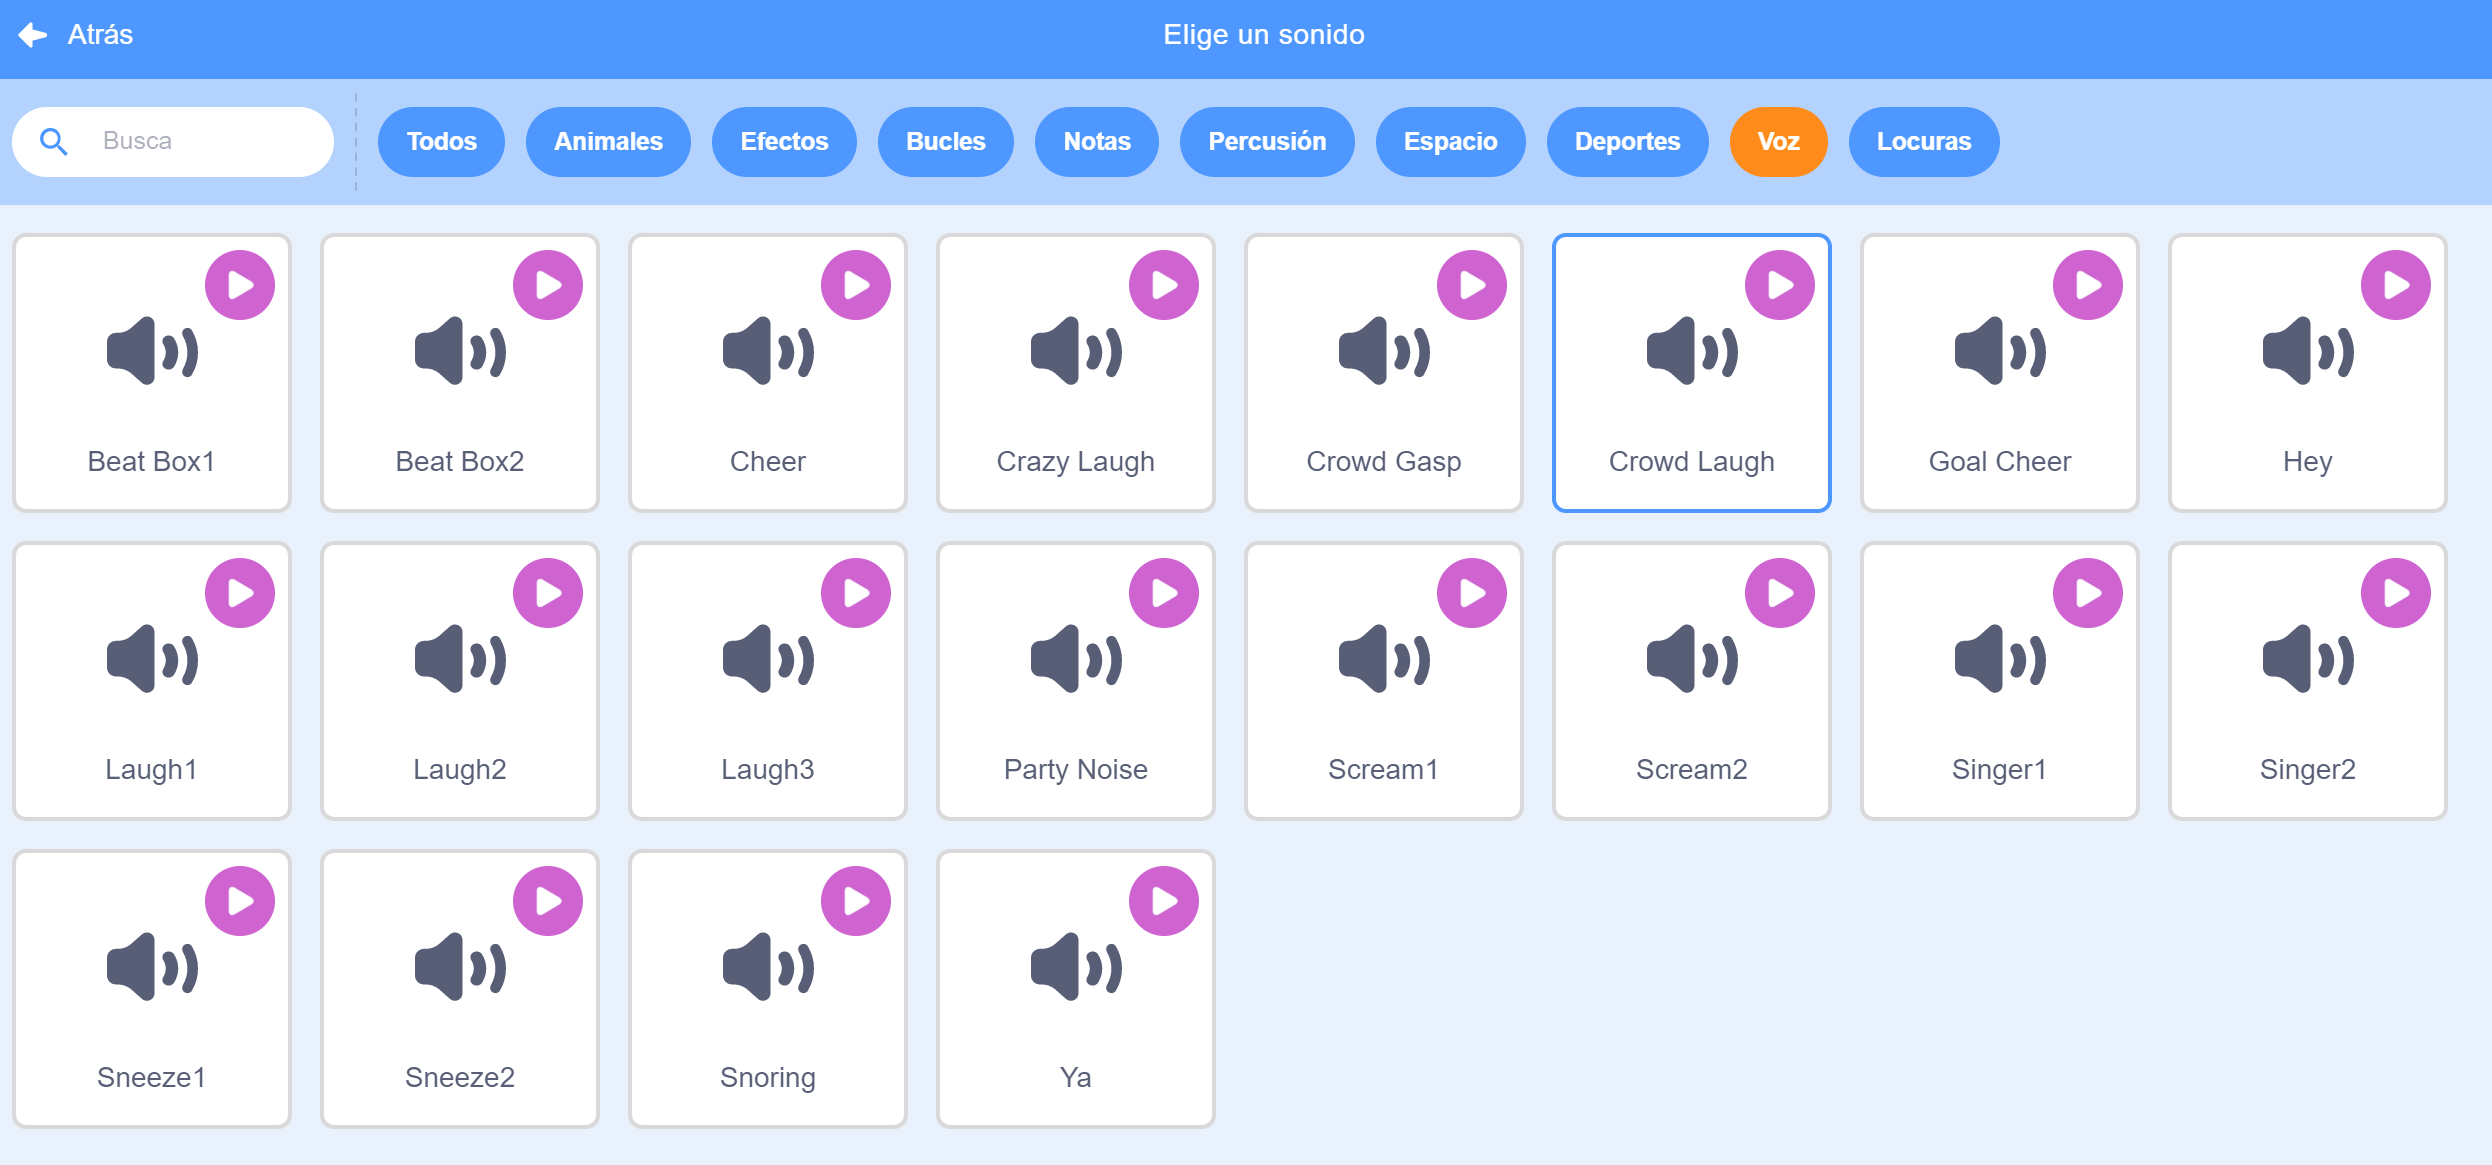 Atrás
Elige un sonido
Busca
Todos
Animales
Efectos
Bucles
Notas
Percusión
Espacio
Deportes
Voz
Locuras
Beat Box1
Beat Box2
Cheer
Crazy Laugh
Crowd Gasp
Crowd Laugh
Goal Cheer
Hey
Laugh1
Laugh2
Laugh3
Party Noise
Scream1
Scream2
Singer1
Singer2
Sneeze1
Sneeze2
Snoring
Ya